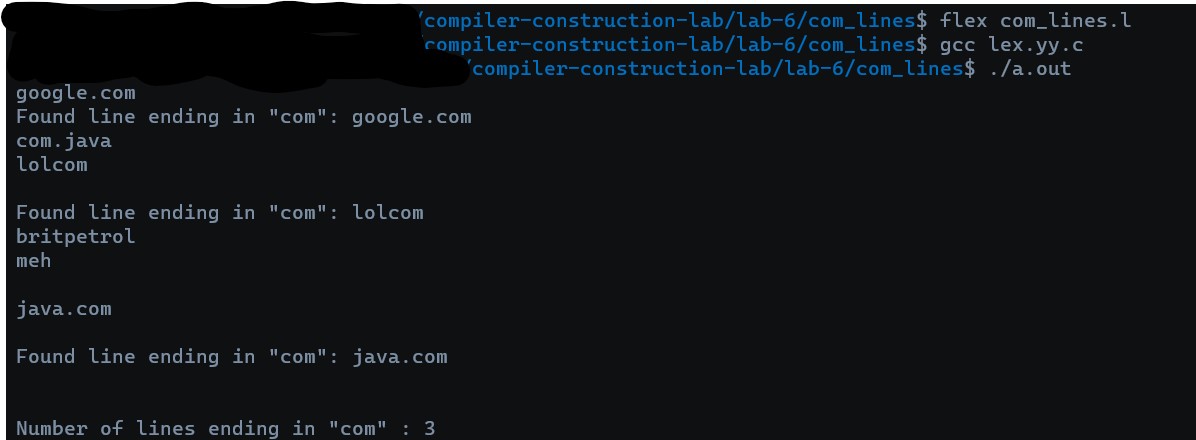 /compiler-construction-lab/lab-6/com_lines$ flex com_lines.l
/compiler-construction-lab/lab-6/com_lines$ gcc lex.yy.c
/compiler-construction-lab/lab-6/com_lines$ ./a.out
google.com
Found line ending in "com": google.com
com.java
lolcom
Found line ending in "com": lolcom
britpetrol
meh
java.com
Found line ending in "com": java.com
Number of lines ending in "com" : 3